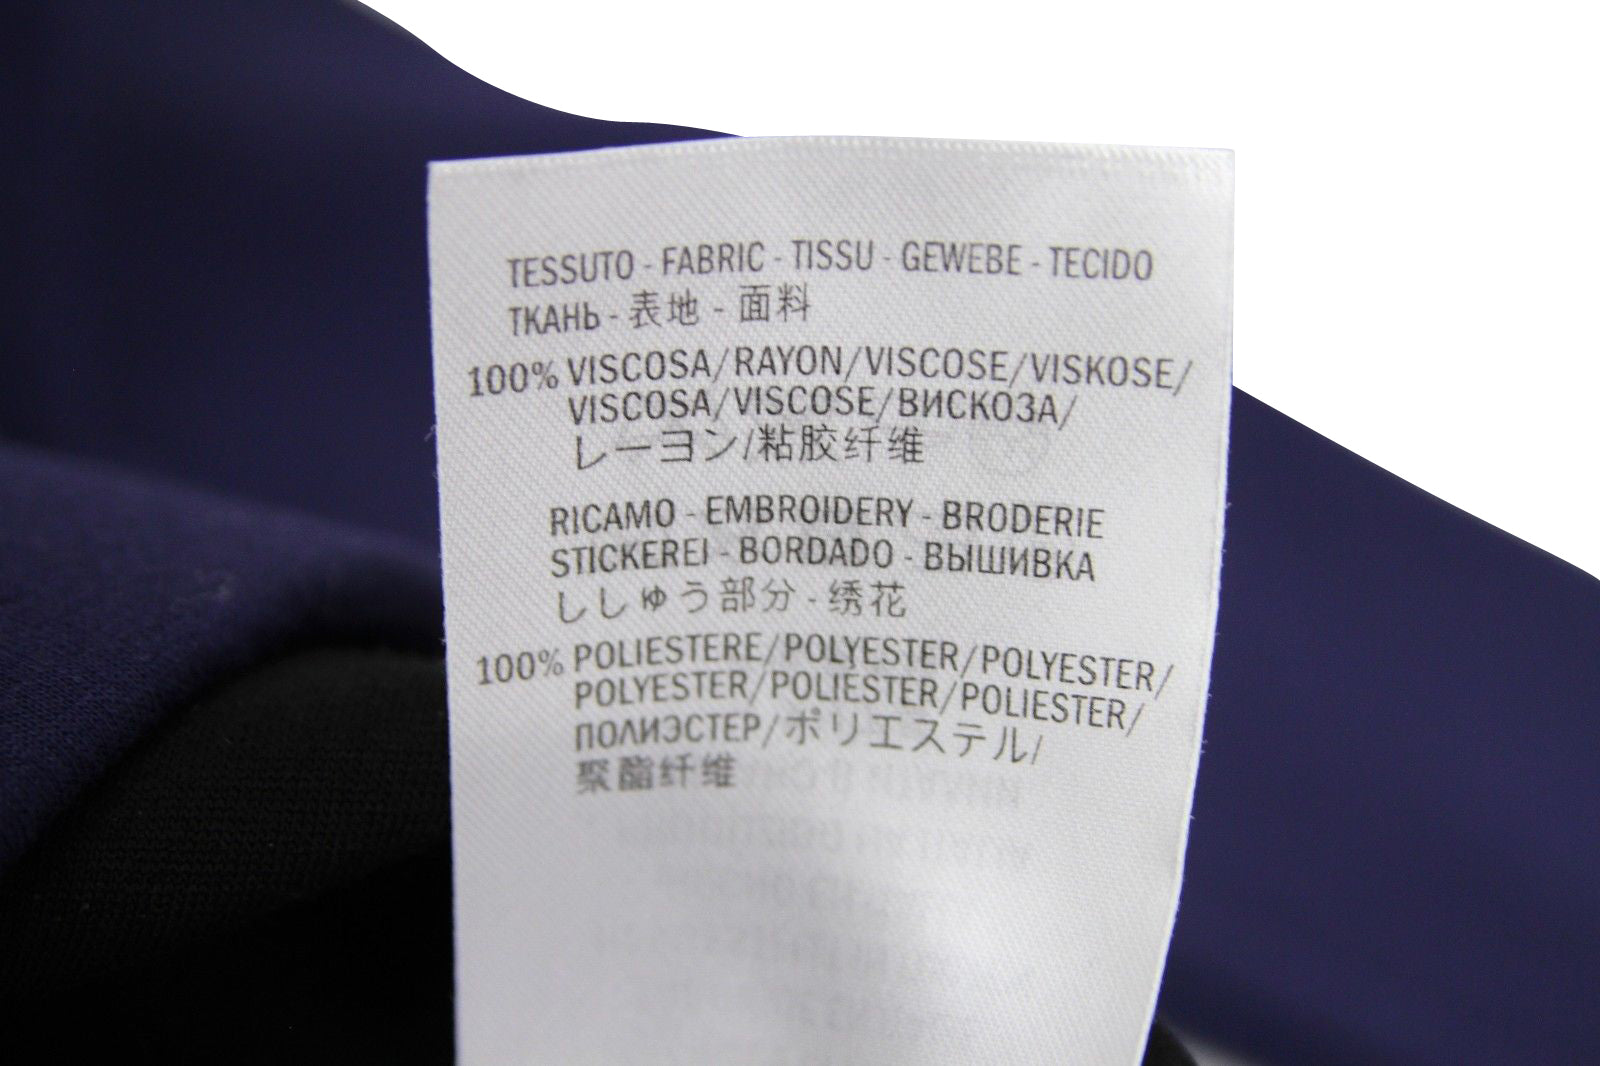 TESSUTO - FABRIC - TISSU - GEWEBE - TECIDO
ТКАНЬ - 表地 - 面料
100% VISCOSA/RAYON/VISCOSE/VISKOSE/
VISCOSA/VISCOSE/ВИСКОЗА/
レーヨン/粘胶纤维
RICAMO - EMBROIDERY - BRODERIE
STICKEREI - BORDADO - ВЫШИВКА
ししゅう部分 - 绣花
100% POLIESTERE/POLYESTER/POLYESTER/
POLYESTER/POLIESTER/POLIESTER/
ПОЛИЭСТЕР/ポリエステル/
聚酯纤维